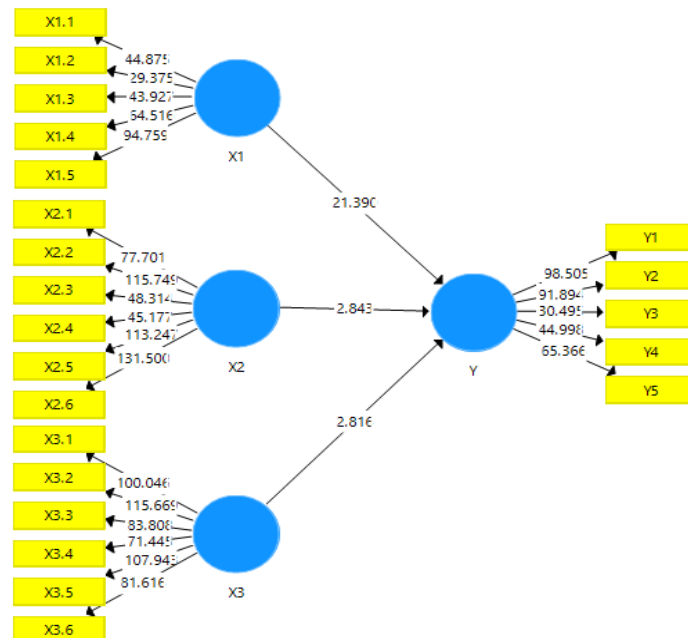 X1.1
X1.2
X1.3
X1.4
X1.5
44.875
29.375
43.927
54.516
94.759
X1
21.390
X2.1
X2.2
X2.3
X2.4
X2.5
X2.6
77.701
115.749
48.314
45.177
113.247
131.500
X2
2.843
X3.1
X3.2
X3.3
X3.4
X3.5
X3.6
100.046
115.669
83.808
71.445
107.943
81.616
X3
2.816
Y
98.505
91.894
30.495
44.998
65.366
Y1
Y2
Y3
Y4
Y5